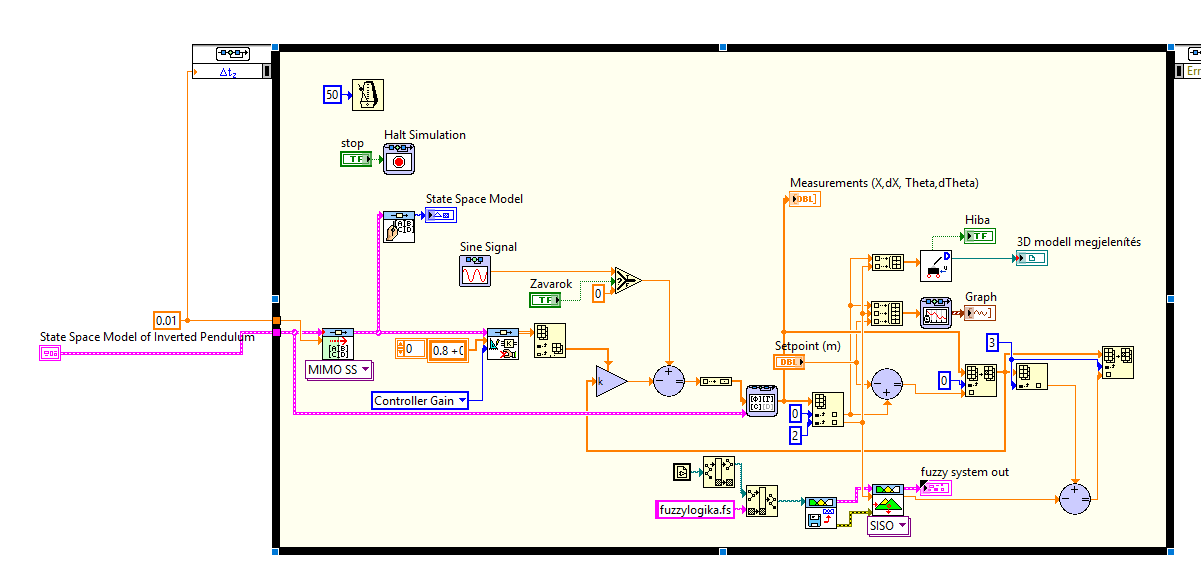 Δt₂
Err
50
Halt Simulation
stop
TF
Measurements (X,dX, Theta,dTheta)
DBL]
State Space Model
A|B
C|D
Hiba
TF
3D modell megjelenítés
D
Sine Signal
Zavarok
TF
0
Graph
0.01
State Space Model of Inverted Pendulum
A|B
C|D
MIMO SS
0
0.8 +0
K
Setpoint (m)
DBL
3
k
Controller Gain
0
0
2
fuzzylogika.fs
fuzzy system out
SISO